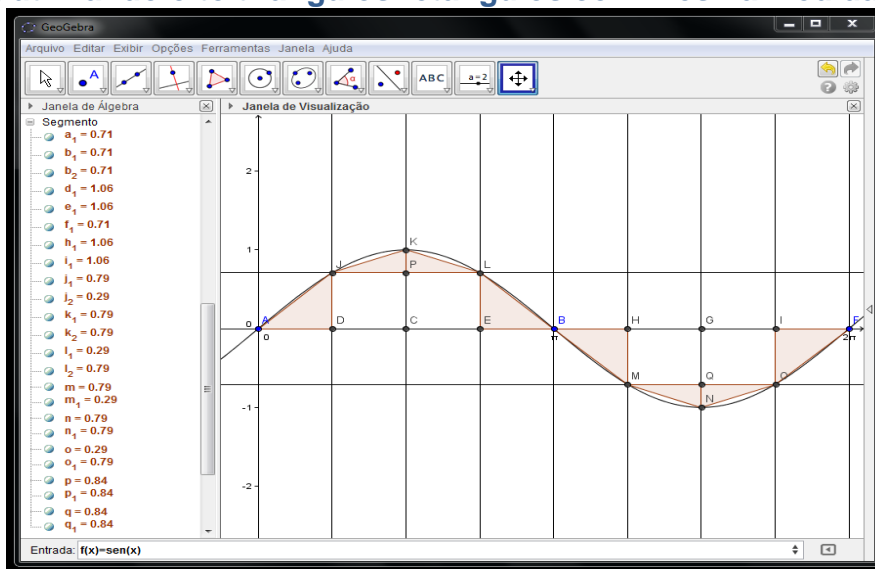 GeoGebra
Arquivo Editar Exibir Opções Ferramentas Janela Ajuda
ABC
a=2
Janela de Álgebra
Janela de Visualização
Segmento
a₁ = 0.71
b₁ = 0.71
b₂ = 0.71
d₁ = 1.06
e₁ = 1.06
f₁ = 0.71
h₁ = 1.06
i₁ = 1.06
j₁ = 0.79
j₂ = 0.29
k₁ = 0.79
k₂ = 0.79
l₁ = 0.29
l₂ = 0.79
m = 0.79
m₁ = 0.29
n = 0.79
n₁ = 0.79
o = 0.29
o₁ = 0.79
p = 0.84
p₁ = 0.84
q = 0.84
q₁ = 0.84
2
1
K
J
P
L
0
A
D
C
E
B
H
G
I
F
0
π
2π
M
Q
O
N
-1
-2
Entrada: f(x)=sen(x)